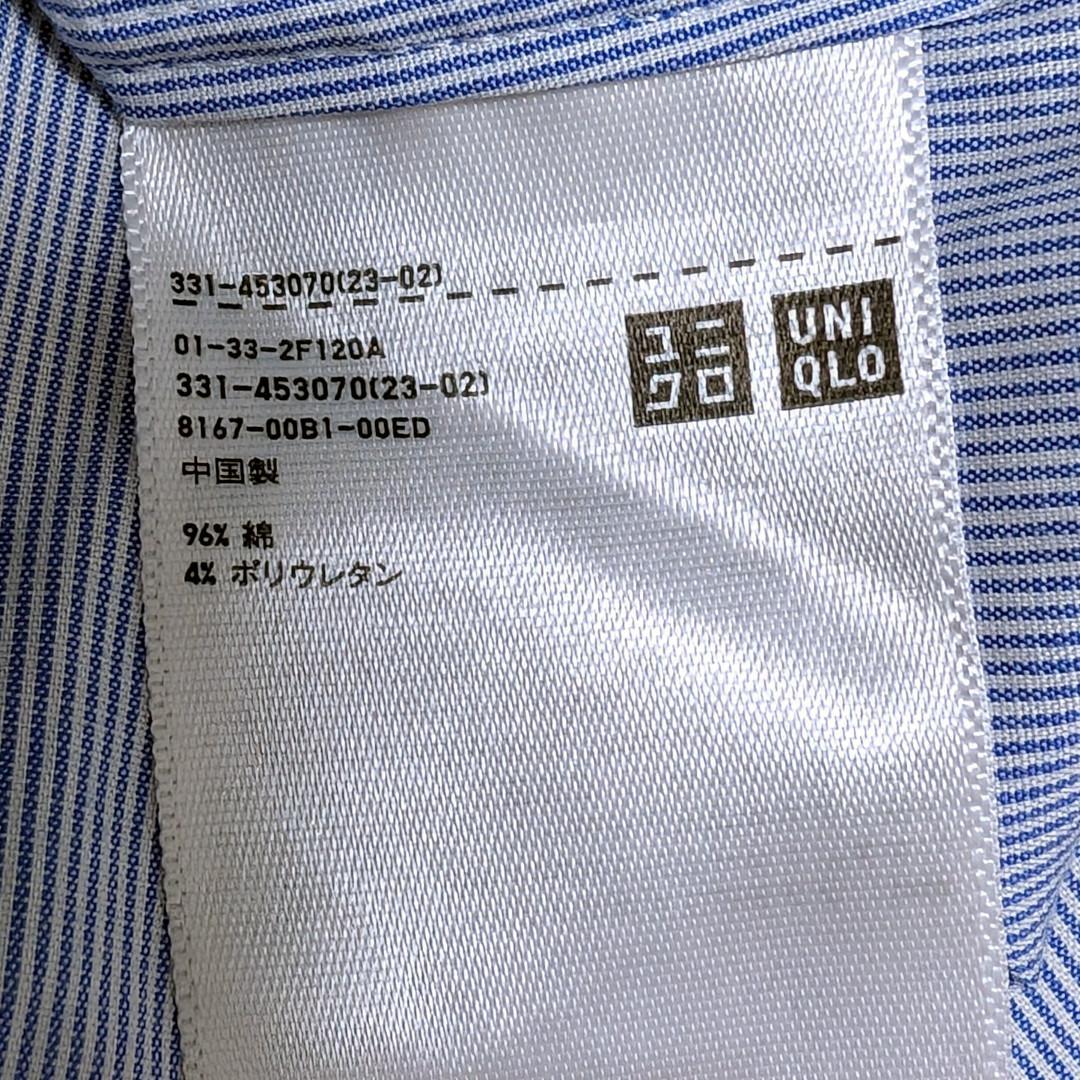 331-453070(23-02)
01-33-2F120A
331-453070(23-02)
8167-00B1-00ED
中国製
96% 綿
4% ポリウレタン
ユニ
クロ
UNI
QLO